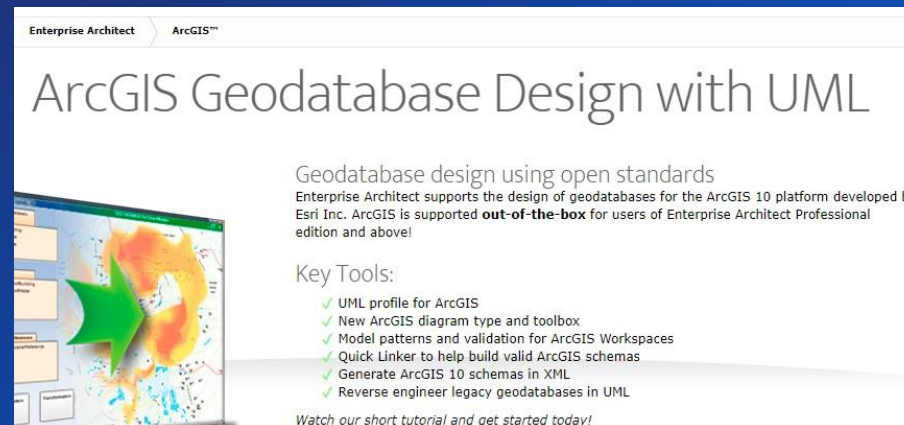 Enterprise Architect ArcGIS™
ArcGIS Geodatabase Design with UML
Geodatabase design using open standards
Enterprise Architect supports the design of geodatabases for the ArcGIS 10 platform developed
Esri Inc. ArcGIS is supported out-of-the-box for users of Enterprise Architect Professional
edition and above!
Key Tools:
✓ UML profile for ArcGIS
✓ New ArcGIS diagram type and toolbox
✓ Model patterns and validation for ArcGIS Workspaces
✓ Quick Linker to help build valid ArcGIS schemas
✓ Generate ArcGIS 10 schemas in XML
✓ Reverse engineer legacy geodatabases in UML
Watch our short tutorial and get started today!